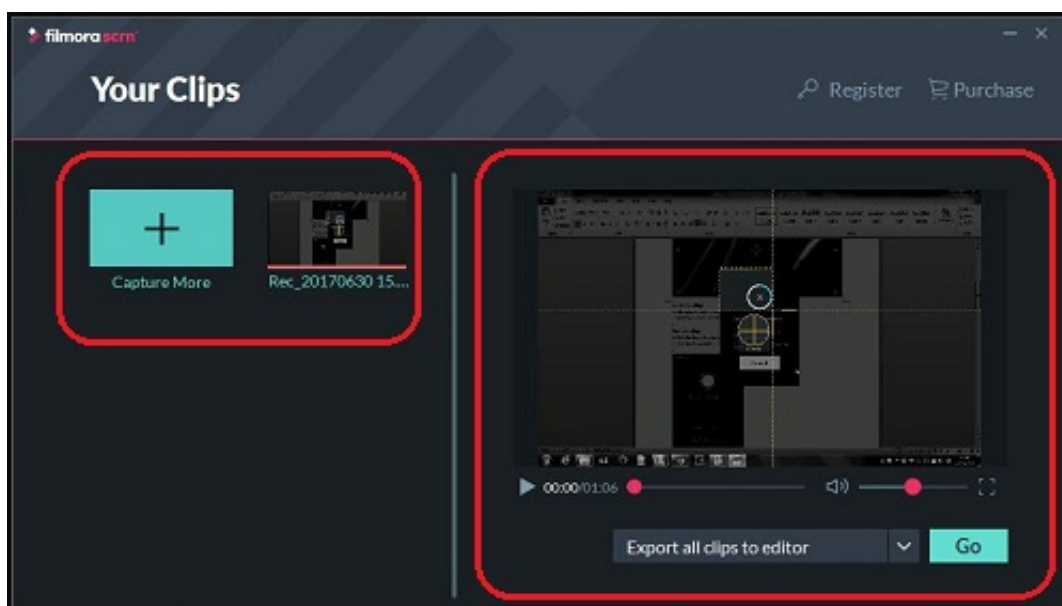 filmora scrn
Your Clips
Register
Purchase
Capture More
Rec_20170630 15....
00:00/01:06
Export all clips to editor
Go